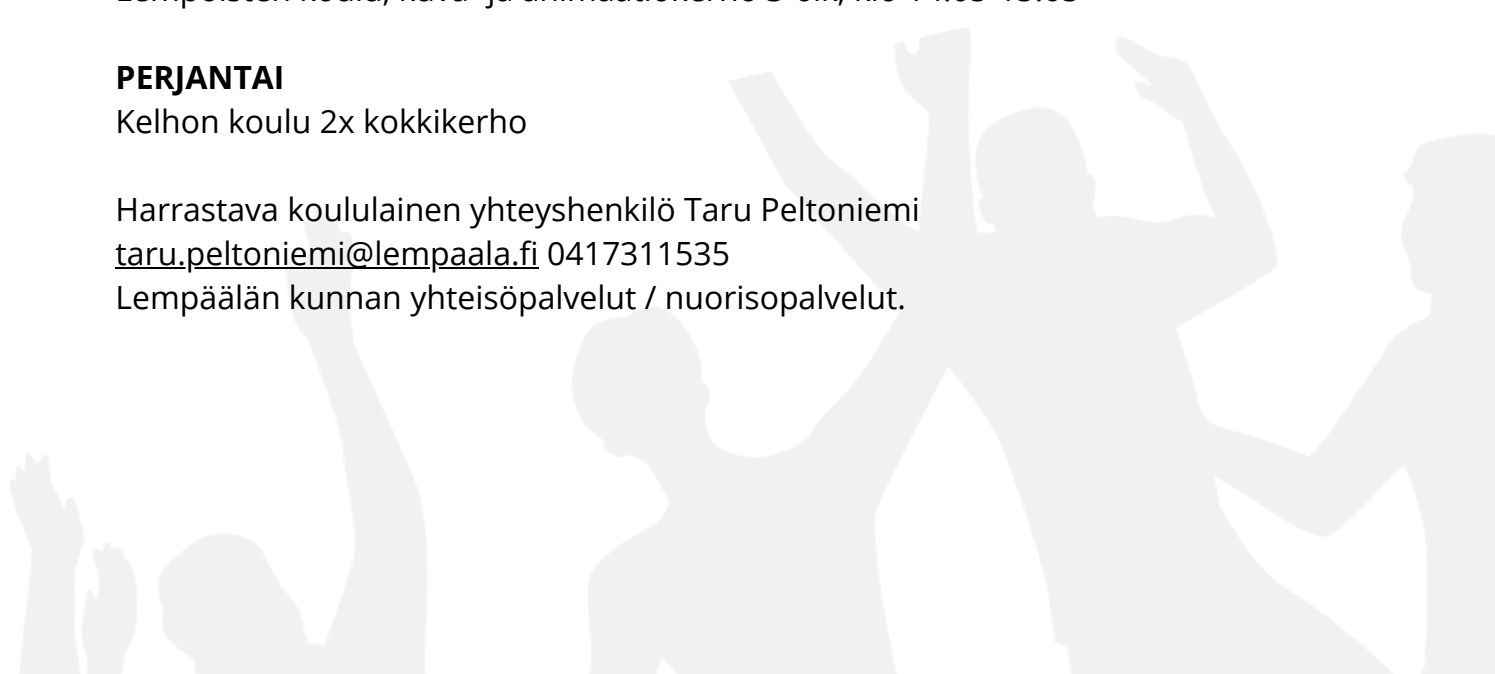 PERJANTAI
Kelhon koulu 2x kokkikerho
Harrastava koululainen yhteyshenkilö Taru Peltoniemi
taru.peltoniemi@lempaala.fi 0417311535
Lempäälän kunnan yhteisöpalvelut / nuorisopalvelut.